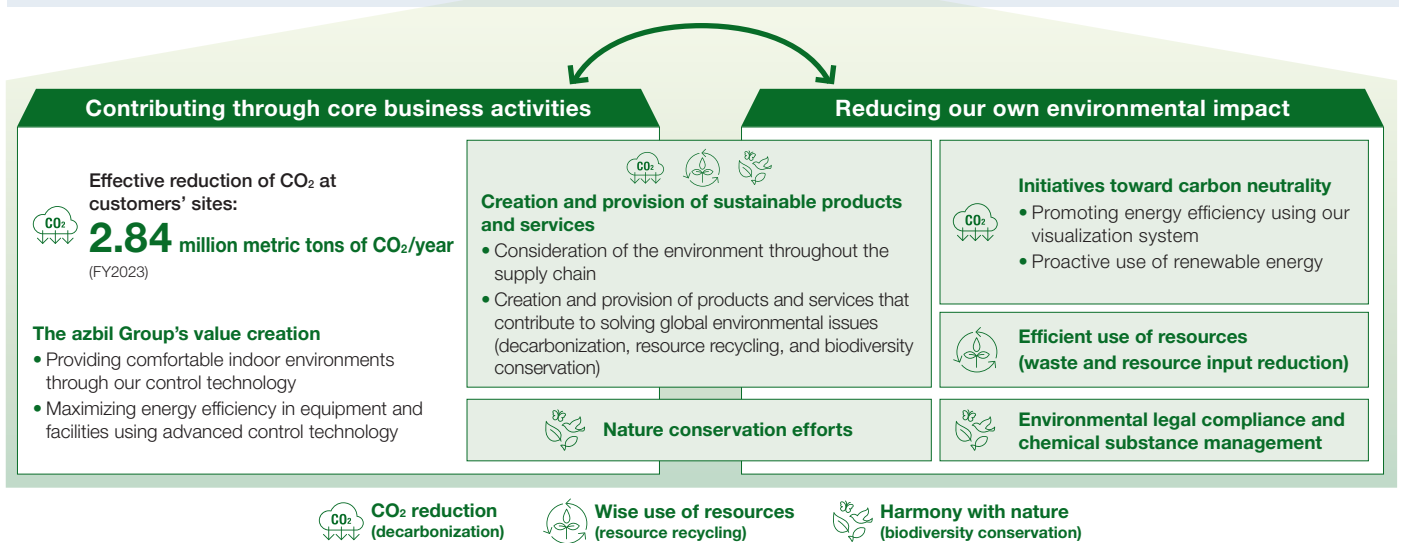 Contributing through core business activities
Reducing our own environmental impact
CO₂
Effective reduction of CO₂ at
customers' sites:
2.84 million metric tons of CO₂/year
(FY2023)
The azbil Group's value creation
• Providing comfortable indoor environments
through our control technology
• Maximizing energy efficiency in equipment and
facilities using advanced control technology
CO₂
Creation and provision of sustainable products
and services
• Consideration of the environment throughout the
supply chain
• Creation and provision of products and services that
contribute to solving global environmental issues
(decarbonization, resource recycling, and biodiversity
conservation)
Nature conservation efforts
CO₂
Initiatives toward carbon neutrality
• Promoting energy efficiency using our
visualization system
• Proactive use of renewable energy
Efficient use of resources
(waste and resource input reduction)
Environmental legal compliance and
chemical substance management
CO₂
CO₂ reduction
(decarbonization)
Wise use of resources
(resource recycling)
Harmony with nature
(biodiversity conservation)